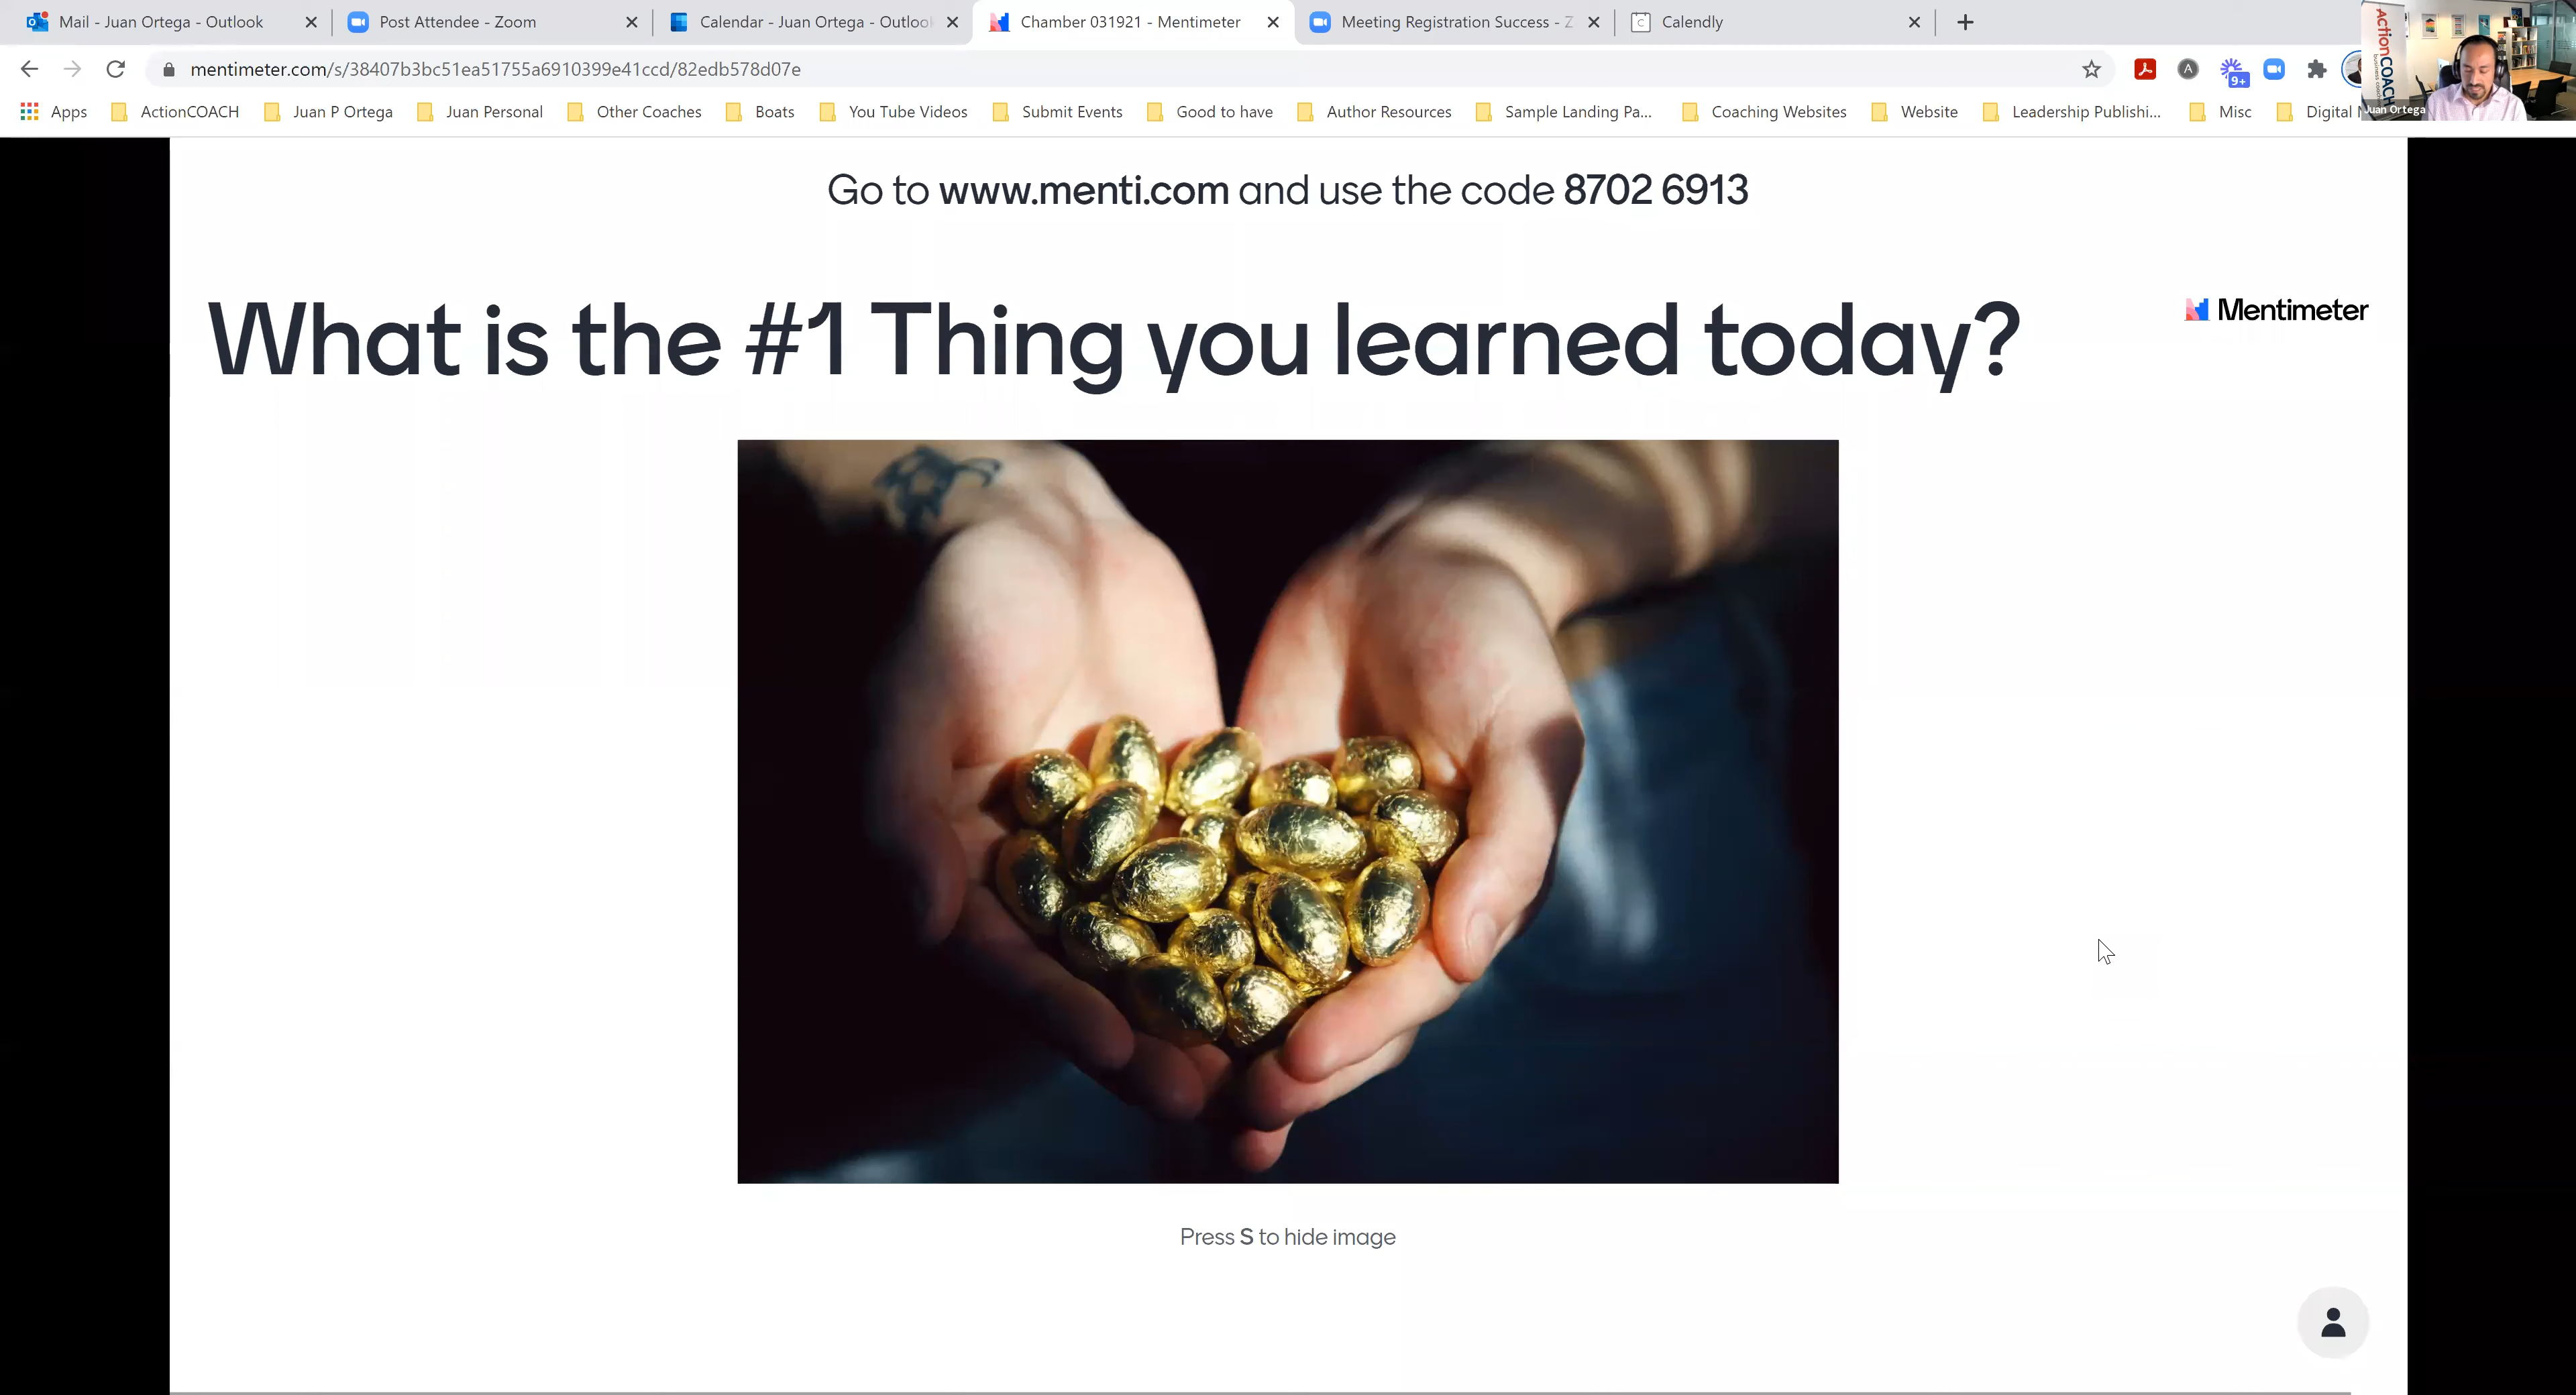 Mail - Juan Ortega - Outlook
Post Attendee - Zoom
Calendar - Juan Ortega - Outloo
Chamber 031921 - Mentimeter
Meeting Registration Success - Z
Calendly
mentimeter.com/s/38407b3bc51ea51755a6910399e41ccd/82edb578d07e
9+
Apps
ActionCOACH
Juan P Ortega
Juan Personal
Other Coaches
Boats
You Tube Videos
Submit Events
Good to have
Author Resources
Sample Landing Pa...
Coaching Websites
Website
Leadership Publishi...
Misc
Digital
ActionCOACH
Juan Ortega
Go to www.menti.com and use the code 8702 6913
What is the #1 Thing you learned today?
Mentimeter
Press S to hide image